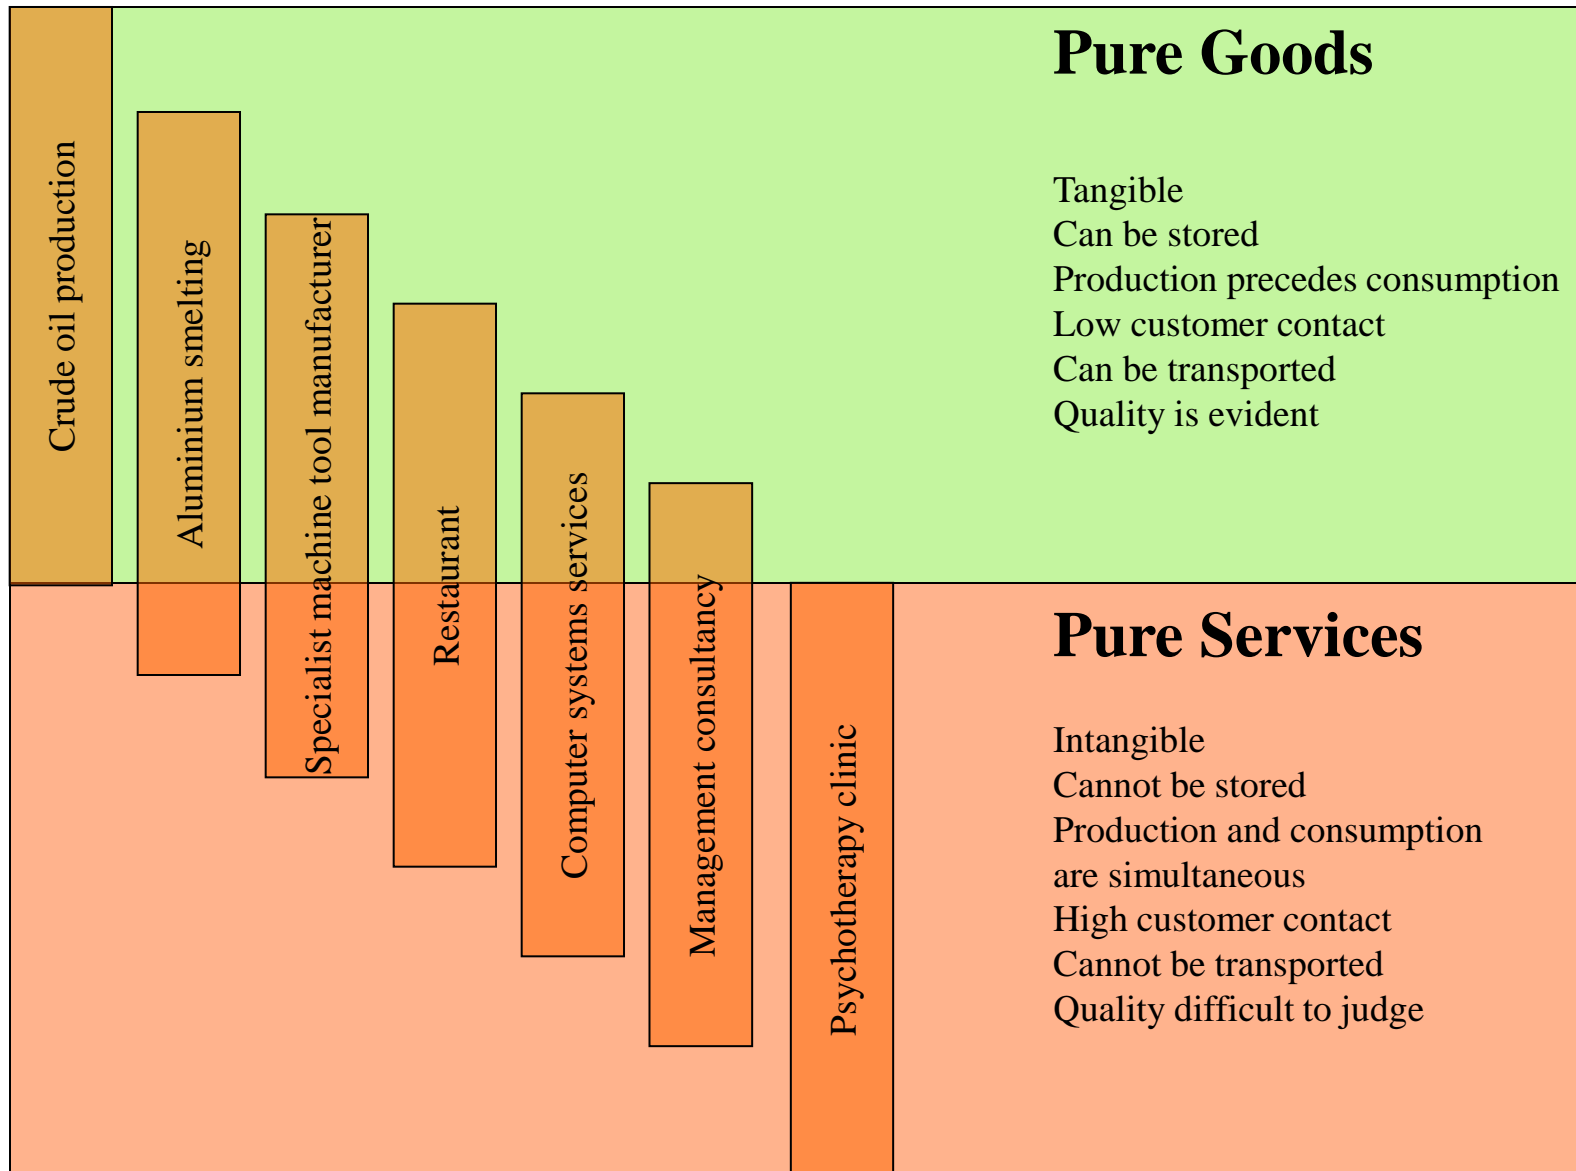 Pure Goods
Tangible
Can be stored
Production precedes consumption
Low customer contact
Can be transported
Quality is evident
Crude oil production
Aluminium smelting
Specialist machine tool manufacturer
Restaurant
Computer systems services
Management consultancy
Psychotherapy clinic
Pure Services
Intangible
Cannot be stored
Production and consumption
are simultaneous
High customer contact
Cannot be transported
Quality difficult to judge